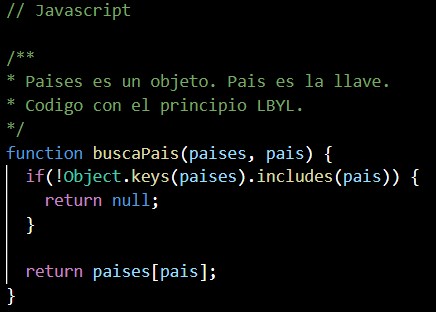 // Javascript
/**
* Paises es un objeto. Pais es la llave.
* Codigo con el principio LBYL.
*/
function buscaPais(paises, pais) {
if(!Object.keys(paises).includes(pais)) {
return null;
}
return paises[pais];
}